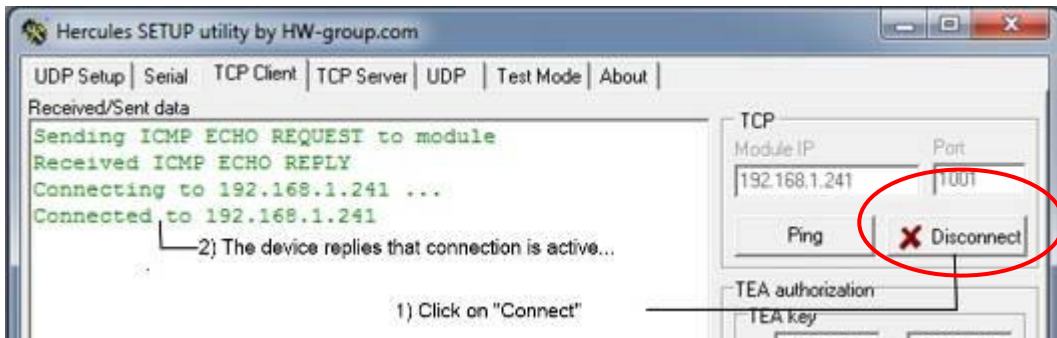 Hercules SETUP utility by HW-group.com
UDP Setup Serial TCP Client TCP Server UDP Test Mode About
Received/Sent data
Sending ICMP ECHO REQUEST to module
Received ICMP ECHO REPLY
Connecting to 192.168.1.241 ...
Connected to 192.168.1.241
2) The device replies that connection is active...
1) Click on "Connect"
TCP
Module IP Port
192.168.1.241 1001
Ping Disconnect
TEA authorization
TEA key